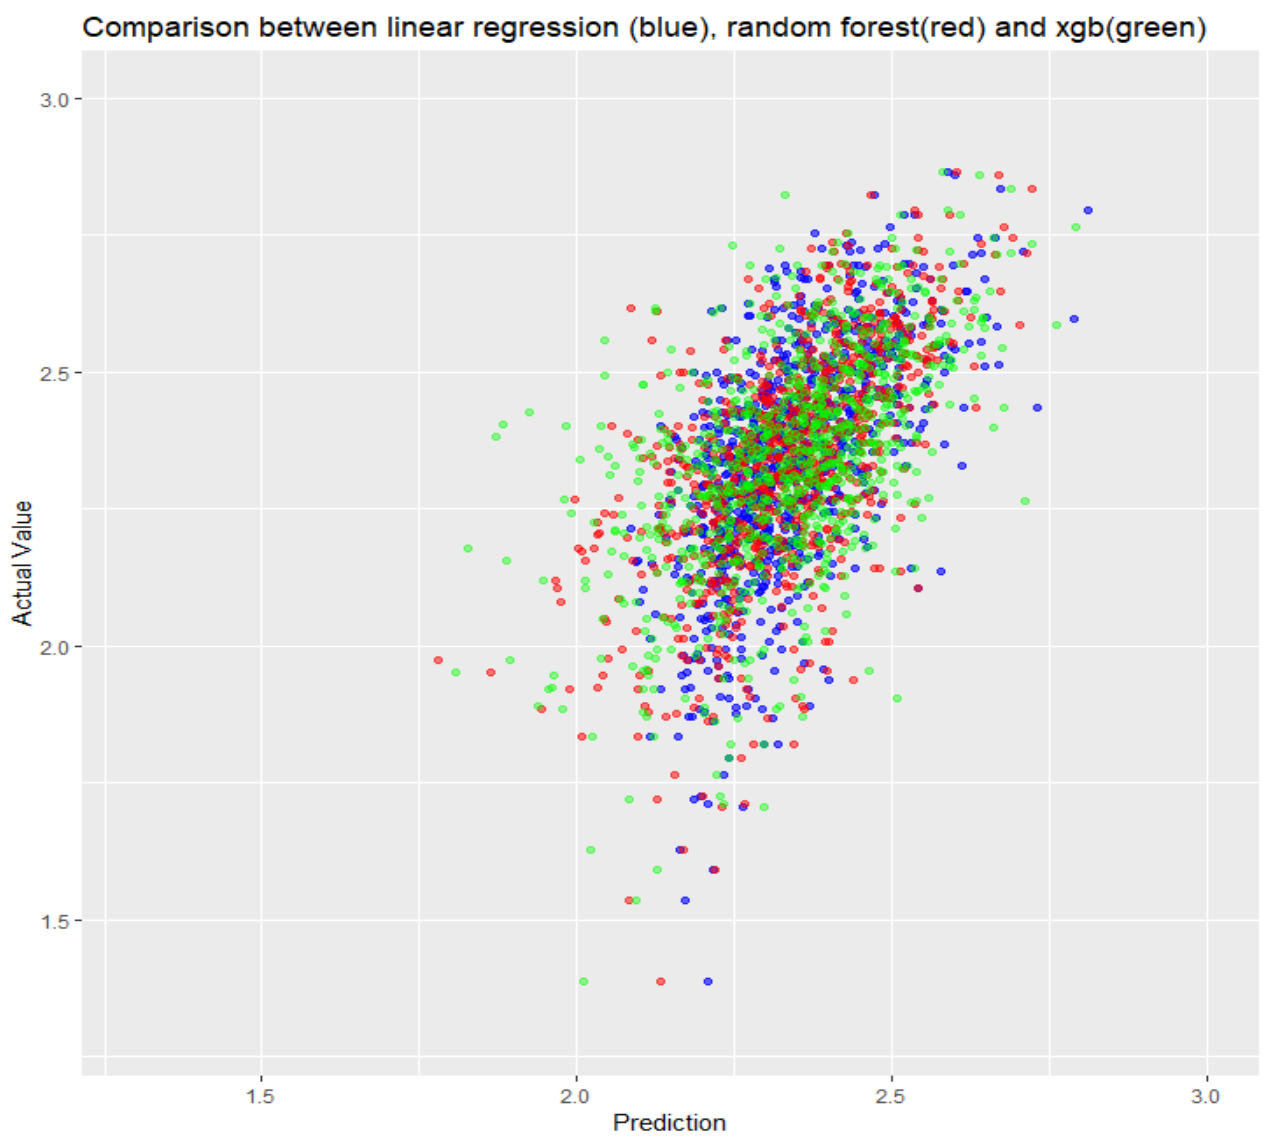 Comparison between linear regression (blue), random forest(red) and xgb(green)
3.0
2.5
2.0
1.5
Actual Value
1.5 2.0 2.5 3.0
Prediction